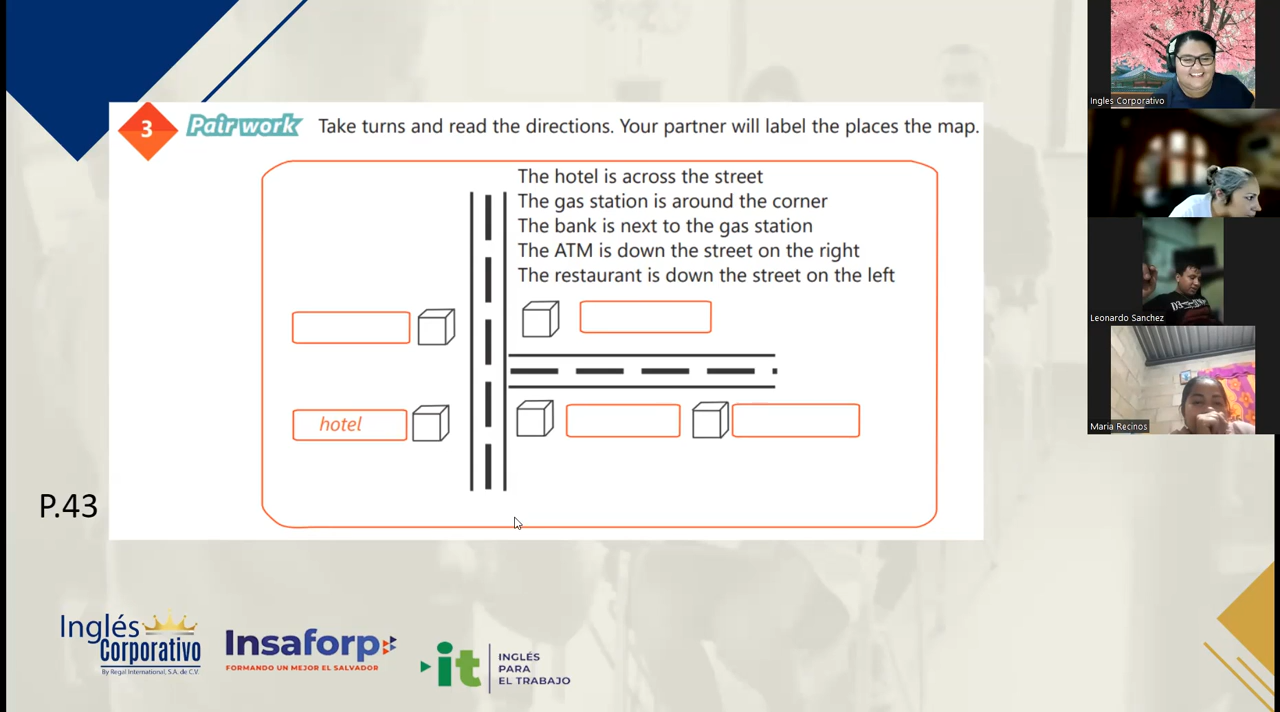 3 Pair work Take turns and read the directions. Your partner will label the places the map.
The hotel is across the street
The gas station is around the corner
The bank is next to the gas station
The ATM is down the street on the right
The restaurant is down the street on the left
hotel
P.43
Inglés
Corporativo
By Regal International, S.A. de C.V.
Insaforp
FORMANDO UN MEJOR EL SALVADOR
it
INGLÉS
PARA
EL TRABAJO
Ingles Corporativo
Leonardo Sanchez
Maria Recinos